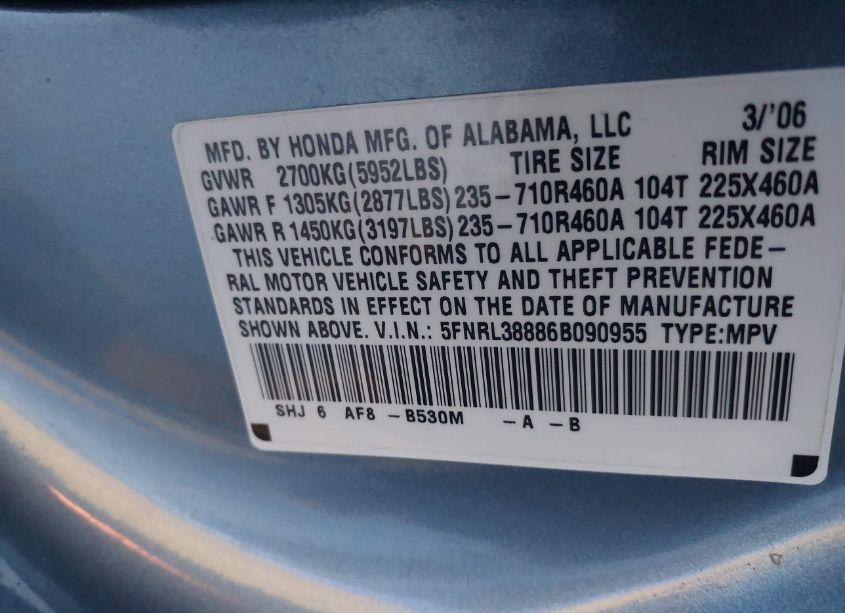 MFD. BY HONDA MFG. OF ALABAMA, LLC 3/'06
GVWR 2700KG(5952LBS) TIRE SIZE RIM SIZE
GAWR F 1305KG(2877LBS) 235-710R460A 104T 225X460A
GAWR R 1450KG(3197LBS) 235-710R460A 104T 225X460A
THIS VEHICLE CONFORMS TO ALL APPLICABLE FEDE-
RAL MOTOR VEHICLE SAFETY AND THEFT PREVENTION
STANDARDS IN EFFECT ON THE DATE OF MANUFACTURE
SHOWN ABOVE. V.I.N.: 5FNRL38886B090955 TYPE:MPV
SHJ 6 AF8 -B530M -A -B